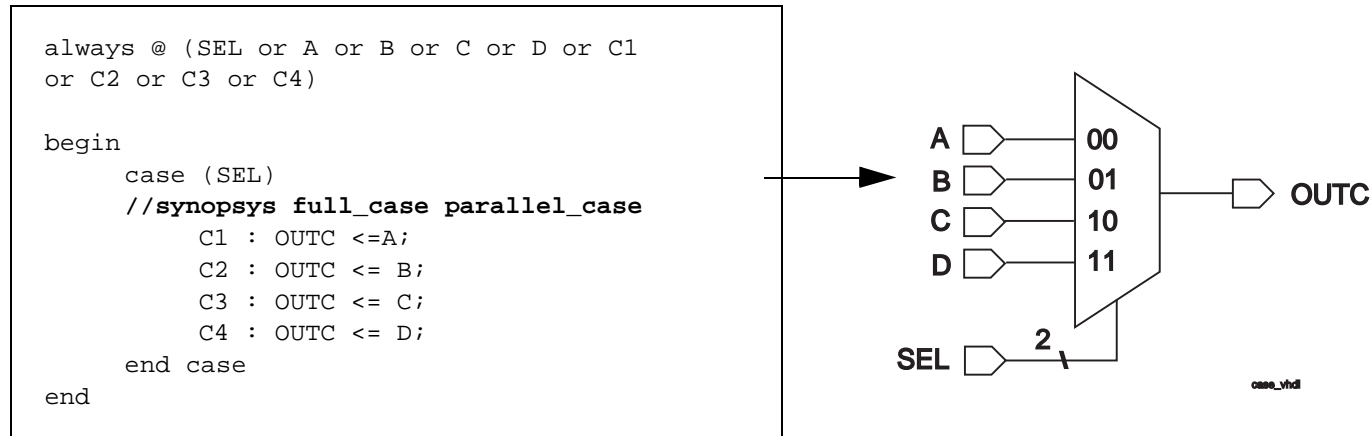 always @ (SEL or A or B or C or D or C1
or C2 or C3 or C4)
begin
case (SEL)
//synopsys full_case parallel_case
C1 : OUTC <=A;
C2 : OUTC <= B;
C3 : OUTC <= C;
C4 : OUTC <= D;
end case
end
A
B
C
D
00
01
10
11
OUTC
SEL
2
case_vhdl